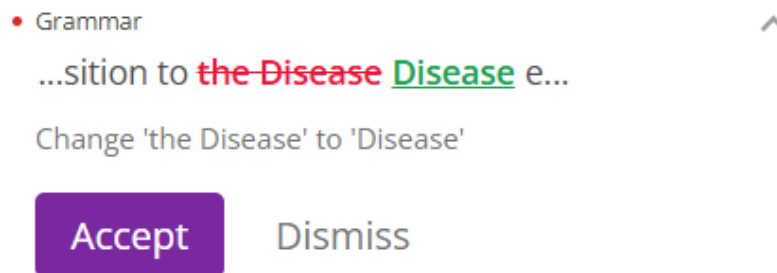 Grammar
...sition to the Disease Disease e...
Change 'the Disease' to 'Disease'
Accept Dismiss